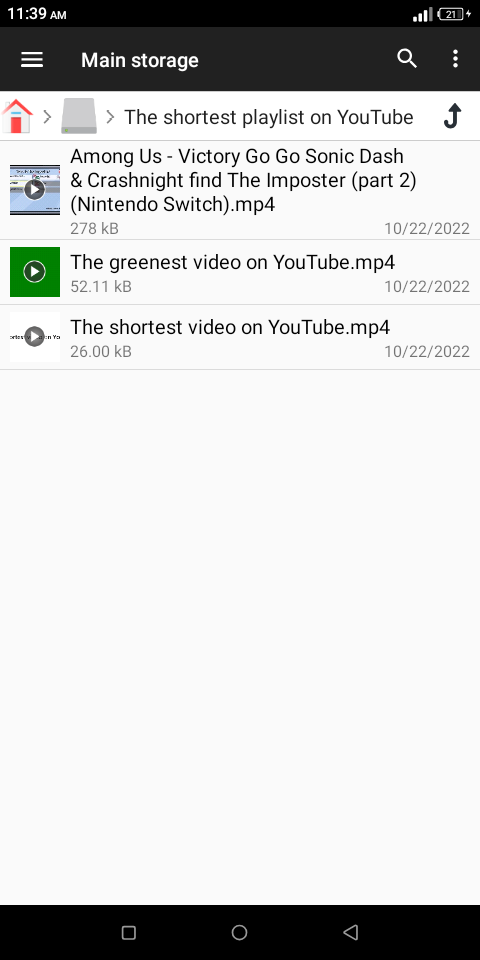 11:39 AM
21
Main storage
The shortest playlist on YouTube
Among Us - Victory Go Go Sonic Dash
& Crashnight find The Imposter (part 2)
(Nintendo Switch).mp4
278 kB 10/22/2022
The greenest video on YouTube.mp4
52.11 kB 10/22/2022
The shortest video on YouTube.mp4
26.00 kB 10/22/2022